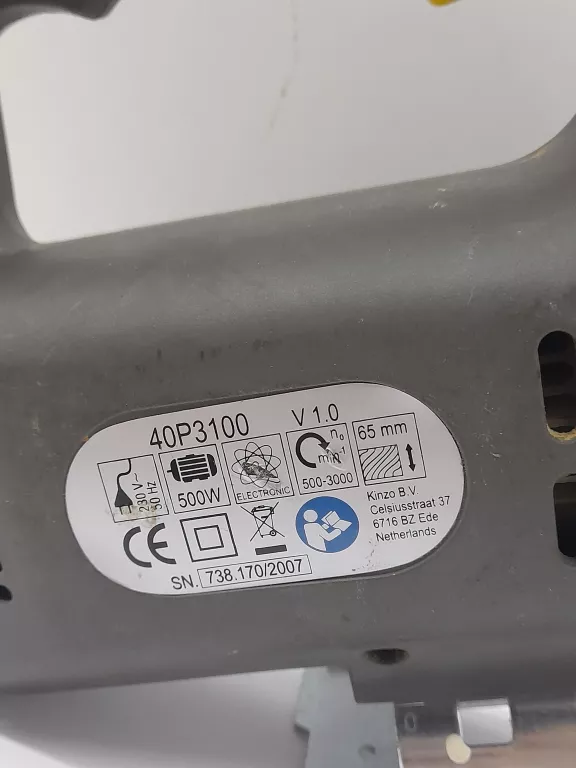 40P3100 V 1.0
230 V~
50 Hz
500W
ELECTRONIC
n₀
min⁻¹
500-3000
65 mm
Kinzo B.V.
Celsiusstraat 37
6716 BZ Ede
Netherlands
CE
SN. 738.170/2007
0